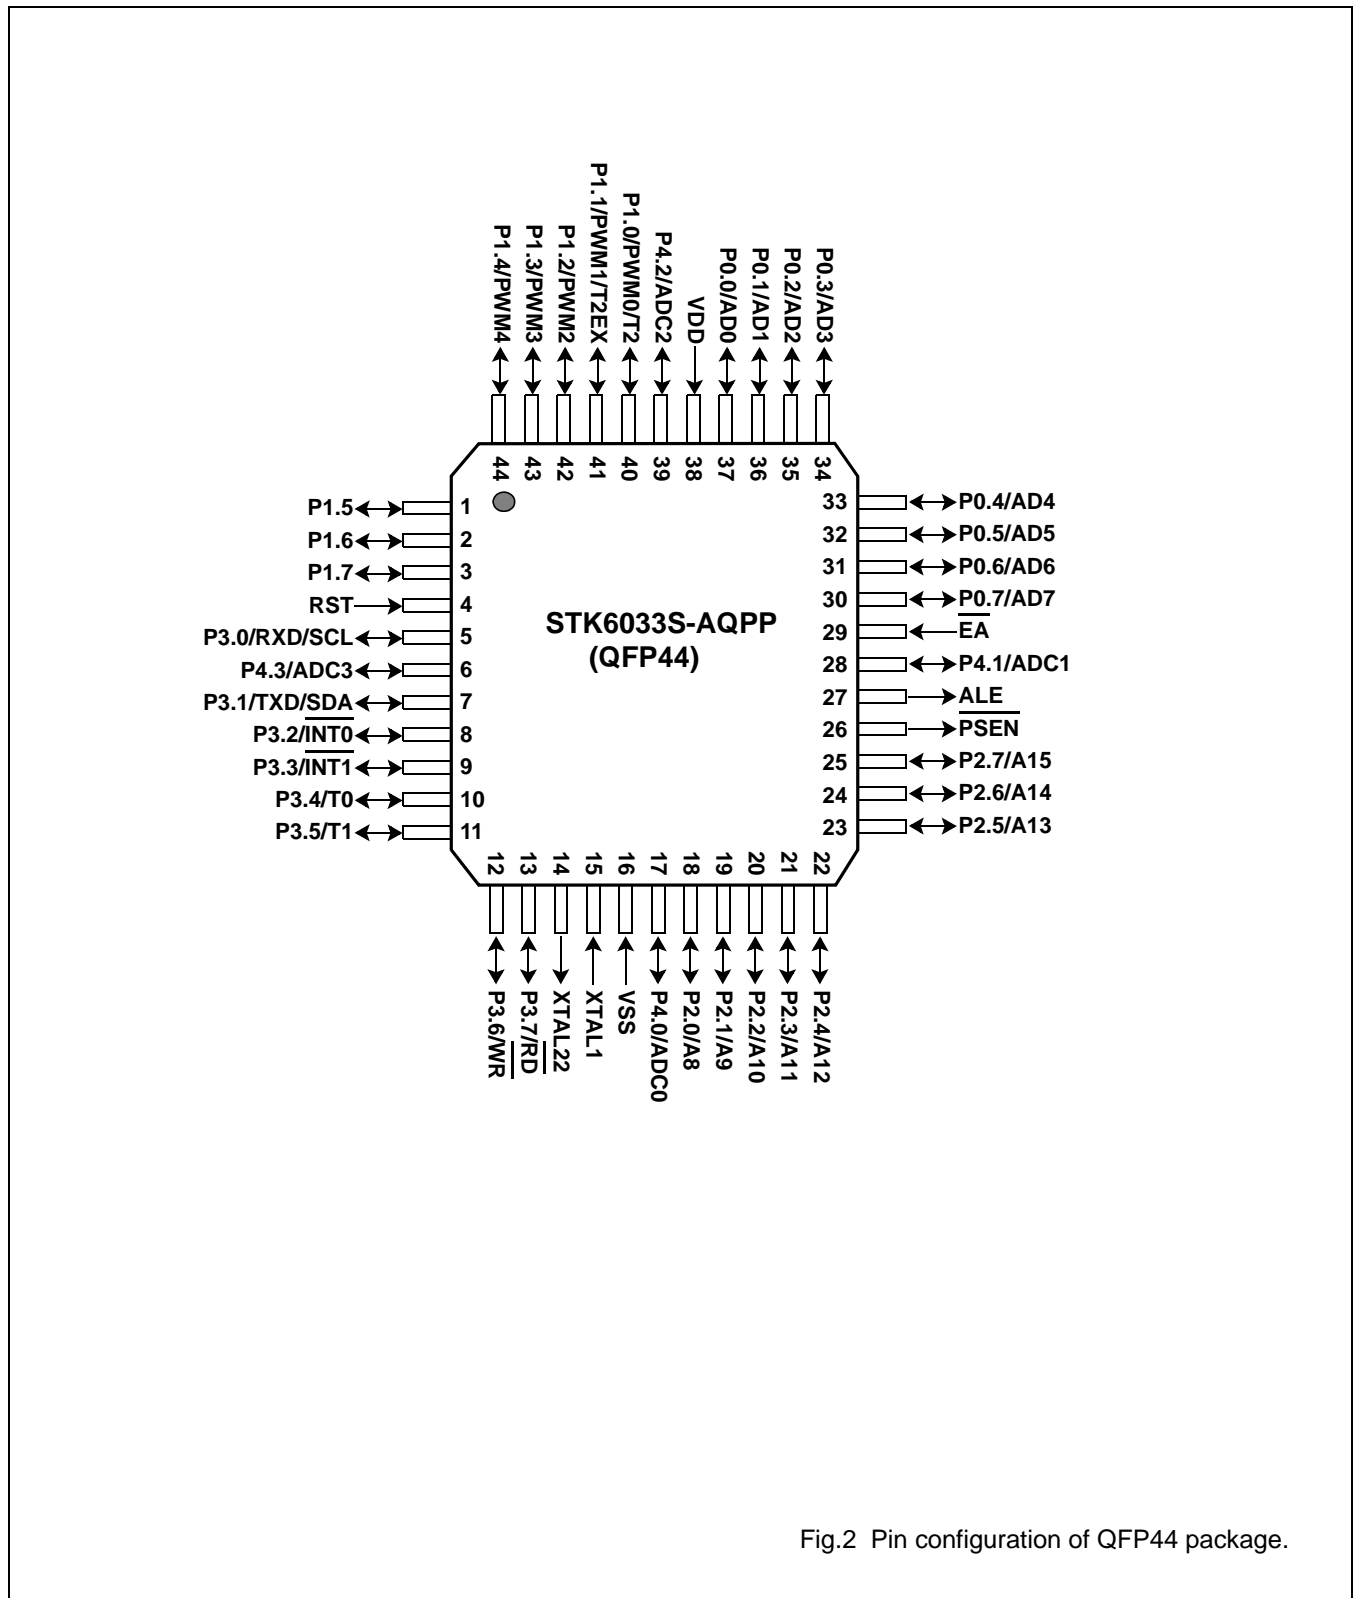 P1.4/PWM4
P1.3/PWM3
P1.2/PWM2
P1.1/PWM1/T2EX
P1.0/PWM0/T2
P4.2/ADC2
VDD
P0.0/AD0
P0.1/AD1
P0.2/AD2
P0.3/AD3
44
43
42
41
40
39
38
37
36
35
34
P1.5 1
P1.6 2
P1.7 3
RST 4
P3.0/RXD/SCL 5
P4.3/ADC3 6
P3.1/TXD/SDA 7
P3.2/INT0 8
P3.3/INT1 9
P3.4/T0 10
P3.5/T1 11
STK6033S-AQPP
(QFP44)
33 P0.4/AD4
32 P0.5/AD5
31 P0.6/AD6
30 P0.7/AD7
29 EA
28 P4.1/ADC1
27 ALE
26 PSEN
25 P2.7/A15
24 P2.6/A14
23 P2.5/A13
12
13
14
15
16
17
18
19
20
21
22
P3.6/WR
P3.7/RD
XTAL22
XTAL1
VSS
P4.0/ADC0
P2.0/A8
P2.1/A9
P2.2/A10
P2.3/A11
P2.4/A12
Fig.2 Pin configuration of QFP44 package.